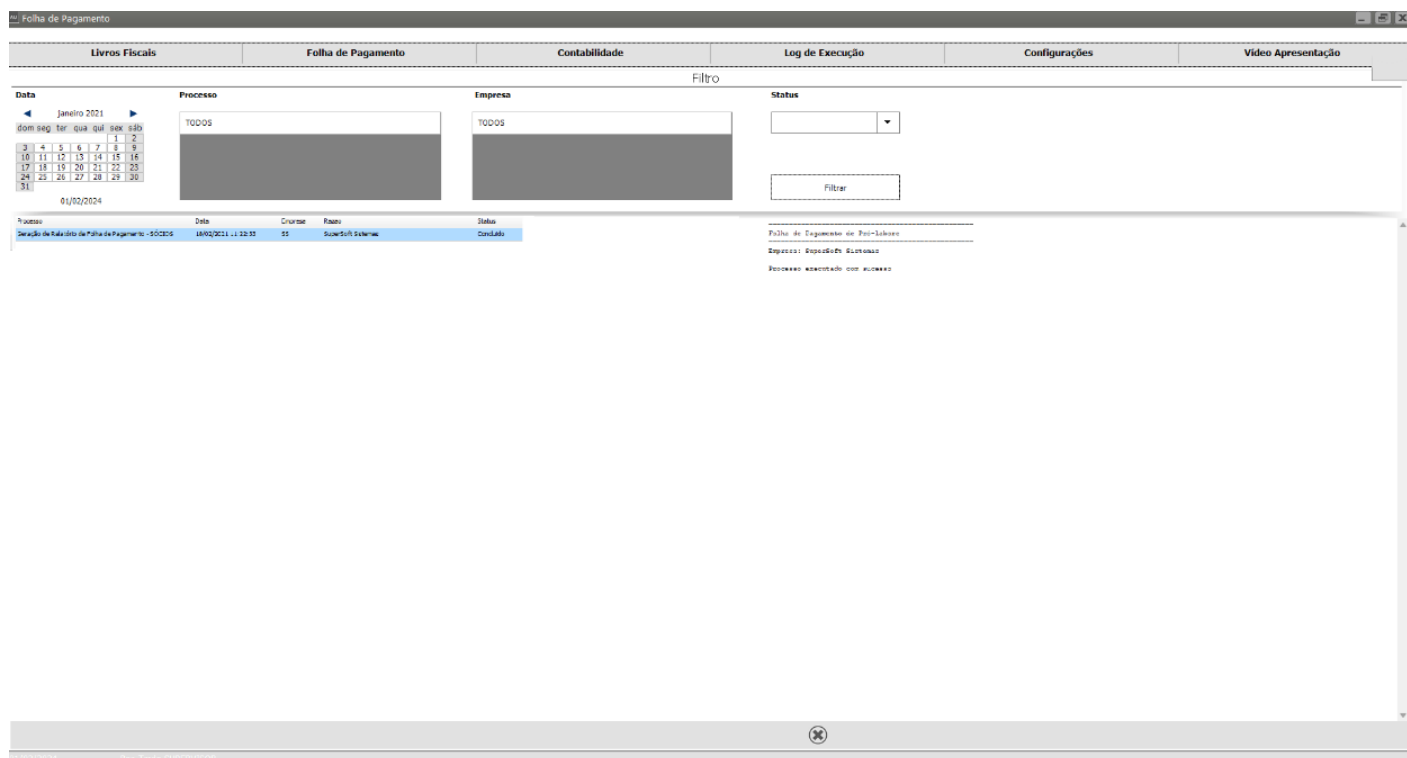 Folha de Pagamento
Livros Fiscais Folha de Pagamento Contabilidade Log de Execução Configurações Vídeo Apresentação
Filtro
Data Processo Empresa Status
janeiro 2021
TODOS TODOS
dom seg ter qua qui sex sáb
1 2
3 4 5 6 7 8 9
10 11 12 13 14 15 16
17 18 19 20 21 22 23
24 25 26 27 28 29 30
31
Filtrar
01/02/2024
Processo Data Empresa Razao Status
Geração de Relatório de Folha de Pagamento - SÓCIOS SuperSoft Sistemas Concluído
Folha de Pagamento de Pró-Labore
Empresa: SuperSoft Sistemas
Processo executado com sucesso